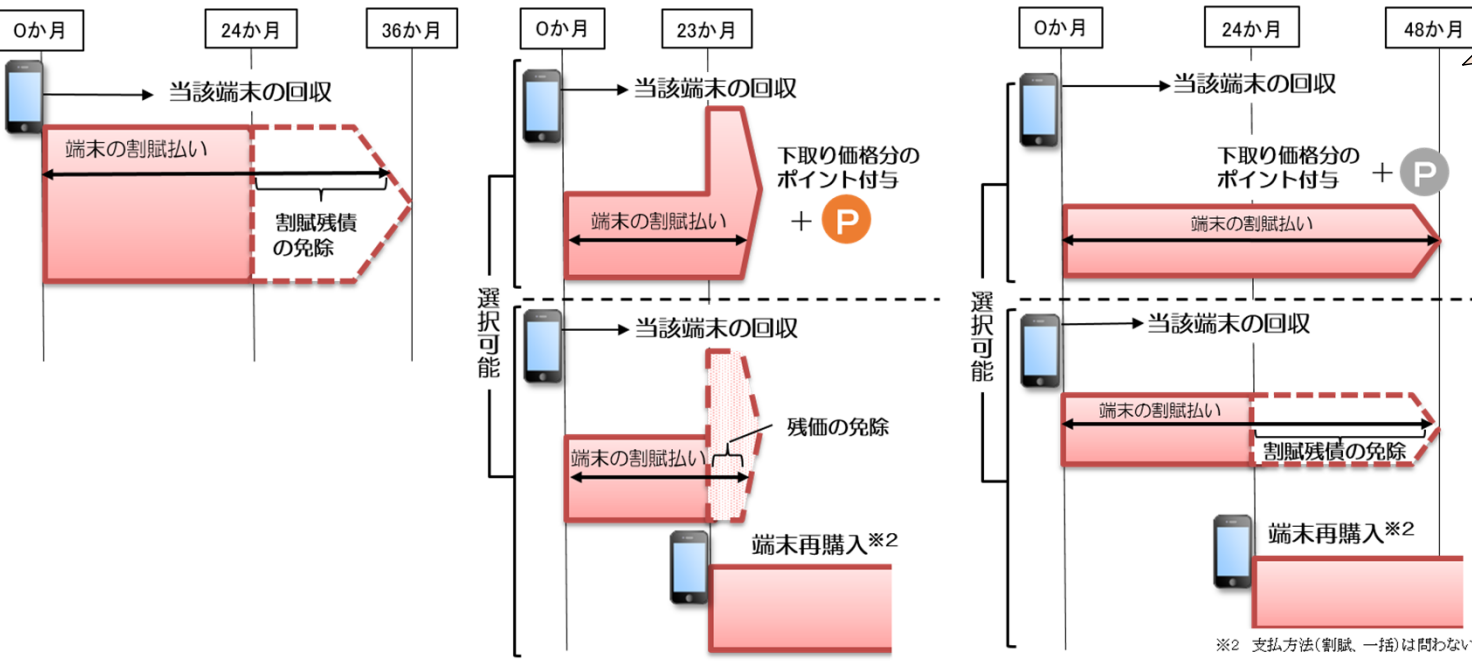 0か月
24か月
36か月
当該端末の回収
端末の割賦払い
割賦残債
の免除
0か月
23か月
選択可能
当該端末の回収
下取り価格分の
ポイント付与
+ P
端末の割賦払い
当該端末の回収
残価の免除
端末の割賦払い
端末再購入※2
0か月
24か月
48か月
選択可能
当該端末の回収
下取り価格分の
ポイント付与
+ P
端末の割賦払い
当該端末の回収
端末の割賦払い
割賦残債の免除
端末再購入※2
※2 支払方法(割賦、一括)は問わない